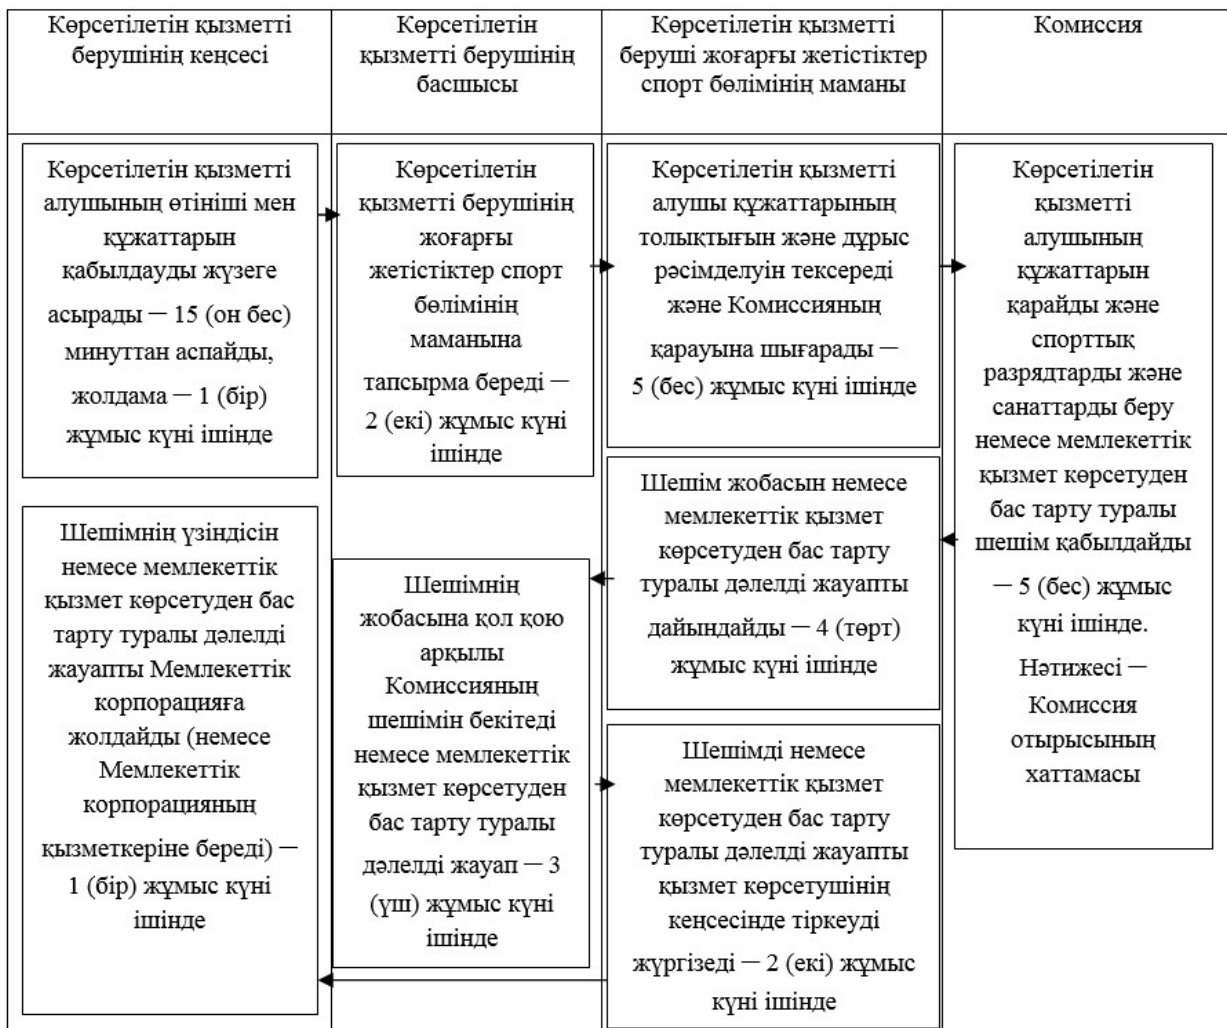 Көрсетілетін қызметті
берушінің кеңсесі
Көрсетілетін
қызметті берушінің
басшысы
Көрсетілетін қызметті
беруші жоғарғы жетістіктер
спорт бөлімінің маманы
Комиссия
Көрсетілетін қызметті
алушының өтініші мен
құжаттарын
қабылдауды жүзеге
асырады — 15 (он бес)
минуттан аспайды,
жолдама — 1 (бір)
жұмыс күні ішінде
Көрсетілетін
қызметті берушінің
жоғарғы
жетістіктер спорт
бөлімінің
маманына
тапсырма береді —
2 (екі) жұмыс күні
ішінде
Көрсетілетін қызметті
алушы құжаттарының
толықтығын және дұрыс
рәсімделуін тексереді
және Комиссияның
қарауына шығарады —
5 (бес) жұмыс күні ішінде
Көрсетілетін
қызметті
алушының
құжаттарын
қарайды және
спорттық
разрядтарды және
санаттарды беру
немесе мемлекеттік
қызмет көрсетуден
бас тарту туралы
шешім қабылдайды
— 5 (бес) жұмыс
күні ішінде.
Нәтижесі —
Комиссия
отырысының
хаттамасы
Шешім жобасын немесе
мемлекеттік қызмет
көрсетуден бас тарту
туралы дәлелді жауапты
дайындайды — 4 (төрт)
жұмыс күні ішінде
Шешімнің
жобасына қол қою
арқылы
Комиссияның
шешімін бекітеді
немесе мемлекеттік
қызмет көрсетуден
бас тарту туралы
дәлелді жауап — 3
(үш) жұмыс күні
ішінде
Шешімді немесе
мемлекеттік қызмет
көрсетуден бас тарту
туралы дәлелді жауапты
қызмет көрсетушінің
кеңсесінде тіркеуді
жүргізеді — 2 (екі) жұмыс
күні ішінде
Шешімнің үзіндісін
немесе мемлекеттік
қызмет көрсетуден бас
тарту туралы дәлелді
жауапты Мемлекеттік
корпорацияға
жолдайды (немесе
Мемлекеттік
корпорацияның
қызметкеріне береді) —
1 (бір) жұмыс күні
ішінде